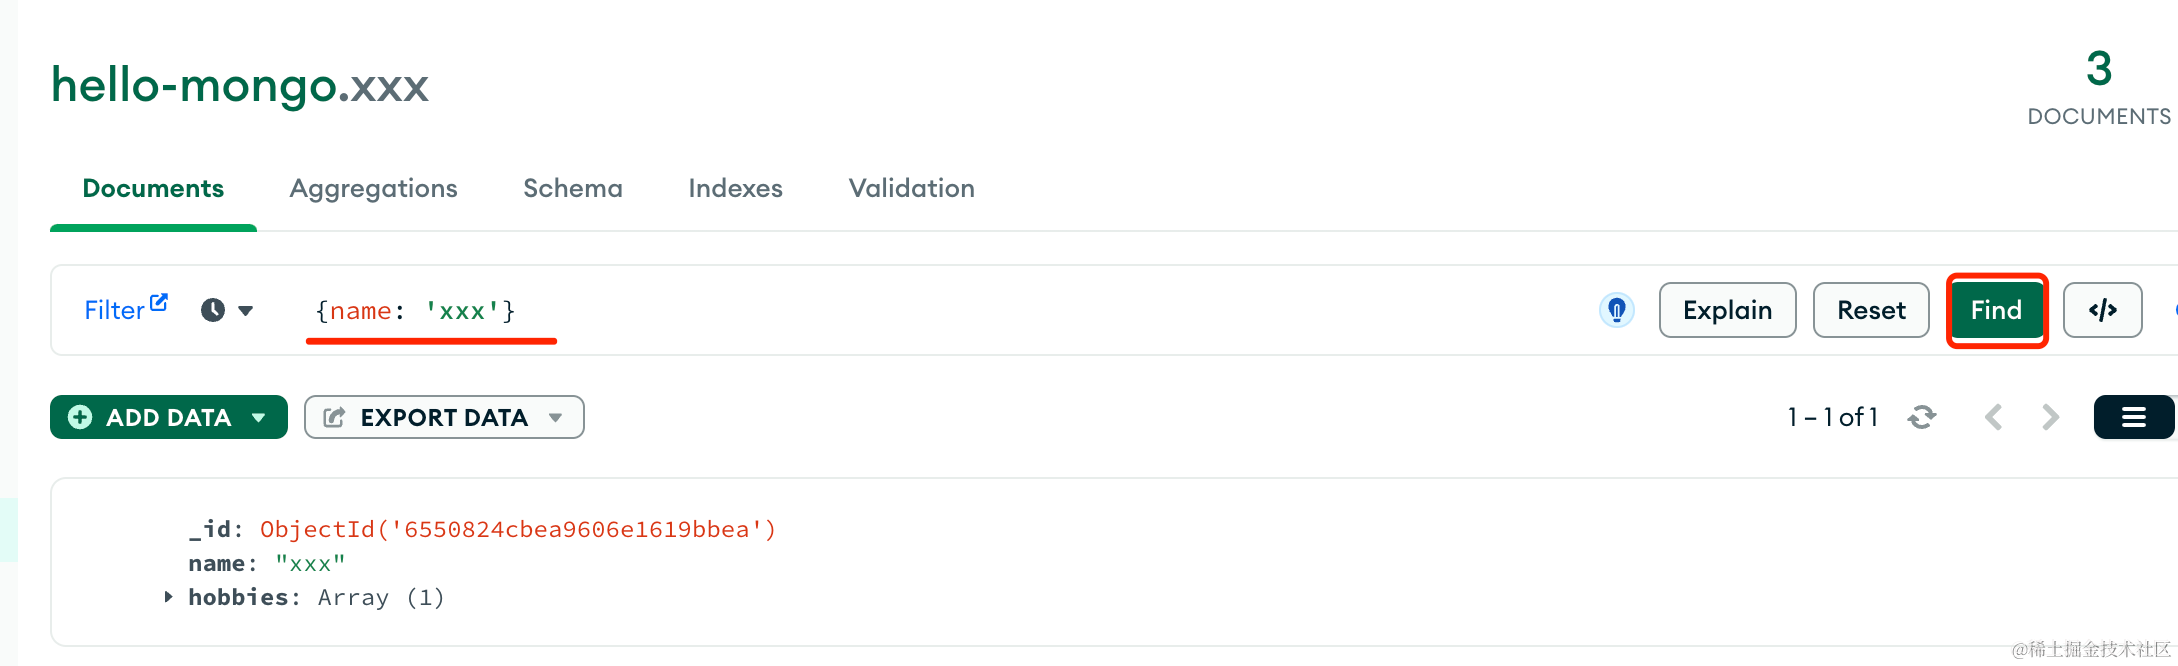 hello-mongo.xxx
3
DOCUMENTS
Documents Aggregations Schema Indexes Validation
Filter {name: 'xxx'} Explain Reset Find </>
ADD DATA EXPORT DATA 1 – 1 of 1
_id: ObjectId('6550824cbea9606e1619bbea')
name: "xxx"
hobbies: Array (1)
@稀土掘金技术社区